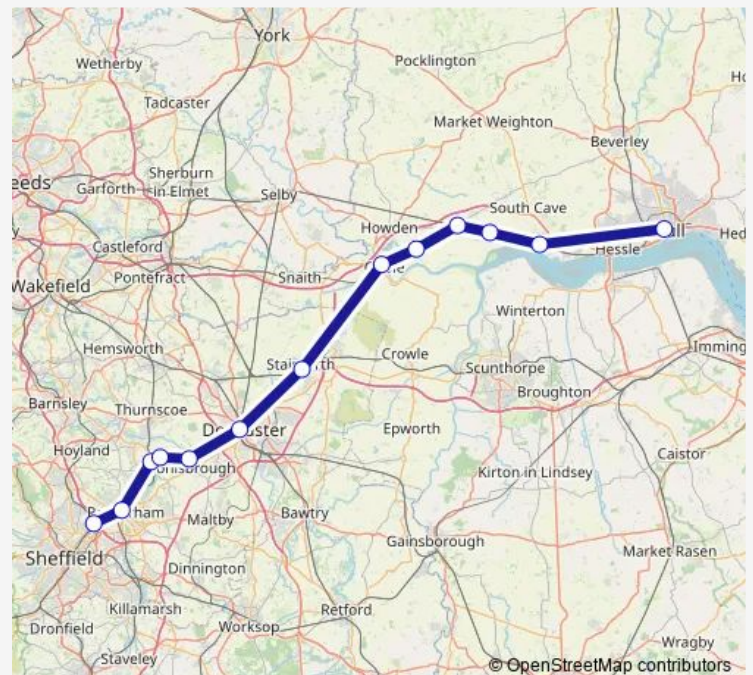 York
Wetherby
Pocklington
Tadcaster
Market Weighton
Beverley
Sherburn
in Elmet
Garforth
Selby
South Cave
Howden
Castleford
Hessle
Pontefract
Snaith
Wakefield
Winterton
Hemsworth
Crowle
Scunthorpe
Barnsley
Thurnscoe
Broughton
Epworth
Hoyland
Caistor
Kirton in Lindsey
Maltby
Bawtry
Gainsborough
Sheffield
Market Rasen
Dinnington
Killamarsh
Retford
Dronfield
Worksop
Wragby
Staveley
© OpenStreetMap contributors